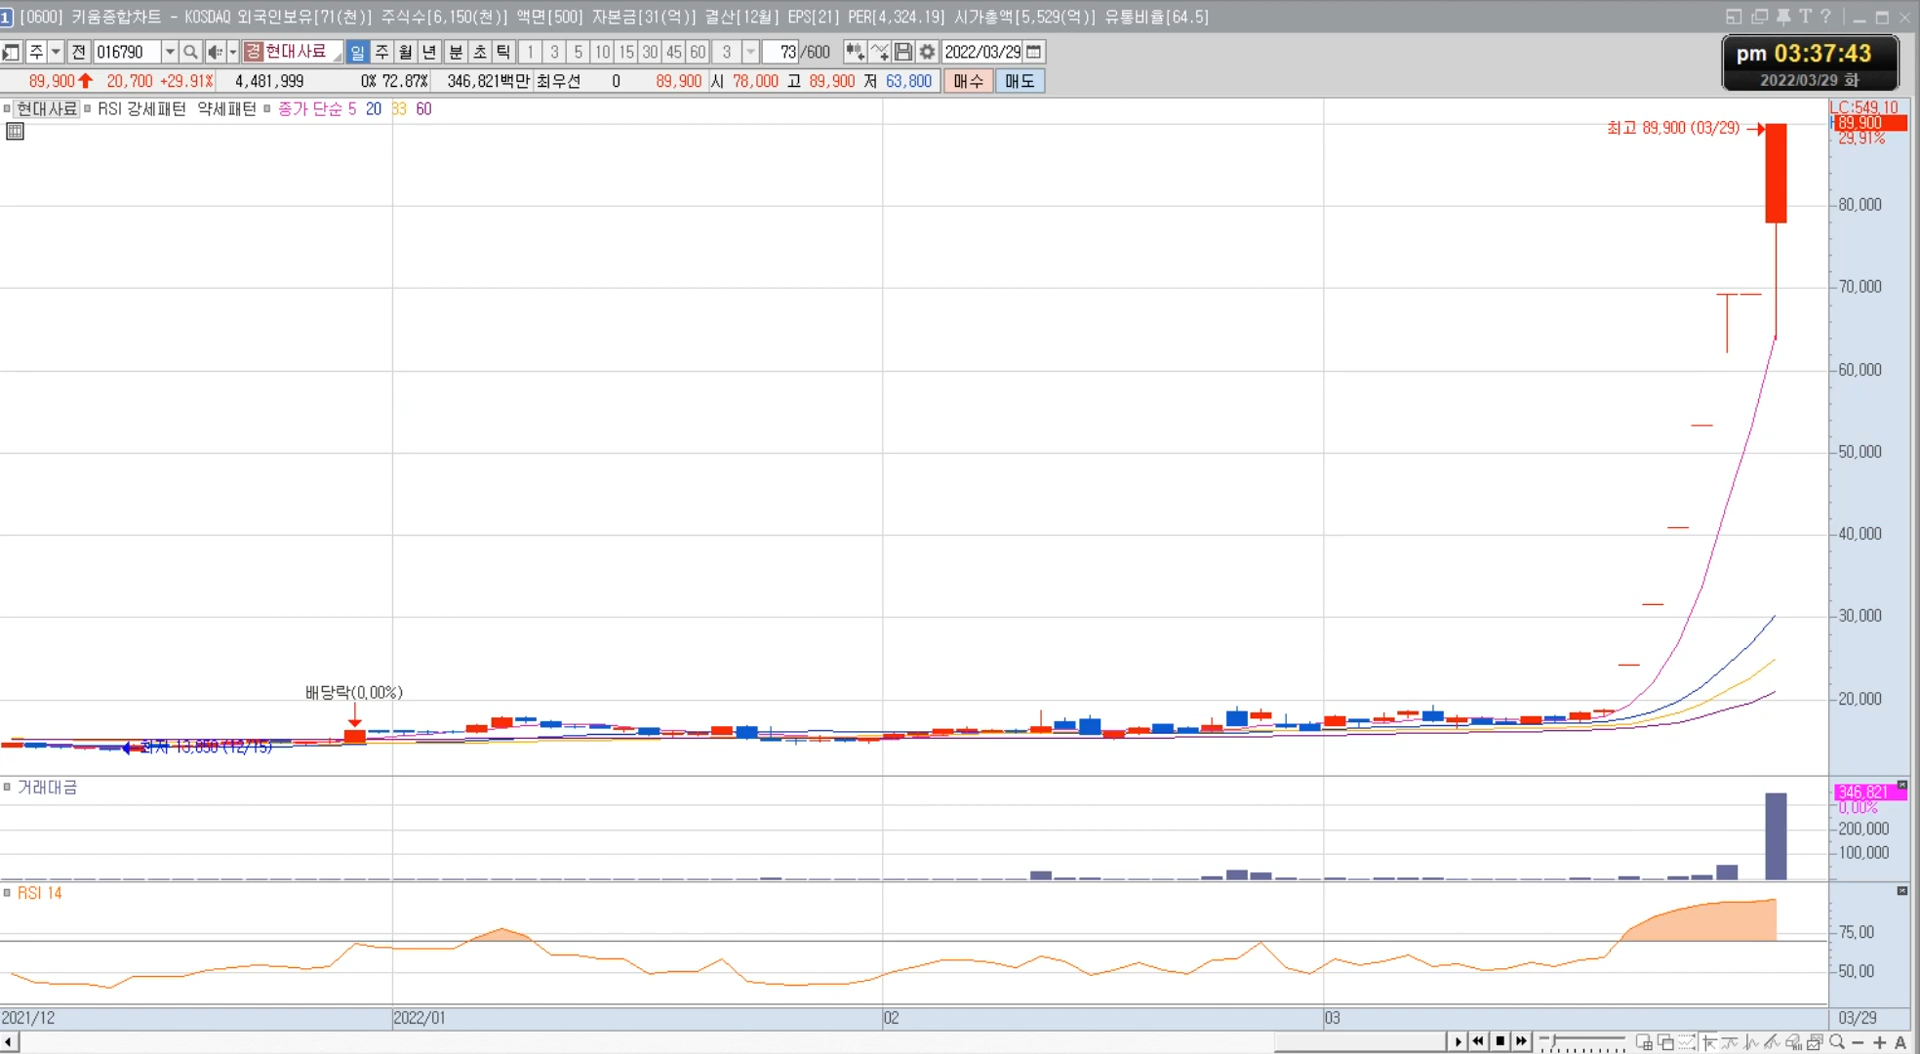 [0600] 키움종합차트 - KOSDAQ 외국인보유[71(천)] 주식수[6,150(천)] 액면[500] 자본금[31(억)] 결산[12월] EPS[21] PER[4,324.19] 시가총액[5,529(억)] 유통비율[64.5]
주 전 016790 경 현대사료 일 주 월 년 분 초 틱 1 3 5 10 15 30 45 60 3 73 /600 2022/03/29
pm 03:37:43
2022/03/29 화
89,900 20,700 +29.91% 4,481,999 0% 72.87% 346,821백만 최우선 0 89,900 시 78,000 고 89,900 저 63,800 매수 매도
현대사료 RSI 강세패턴 약세패턴 종가 단순 5 20 33 60
LC:549.10
89,900
29.91%
최고 89,900 (03/29)
80,000
70,000
60,000
50,000
40,000
30,000
20,000
배당락(0.00%)
최저 13,850 (12/15)
거래대금
346,821
0.00%
200,000
100,000
RSI 14
75.00
50.00
2021/12 2022/01 02 03 03/29
A